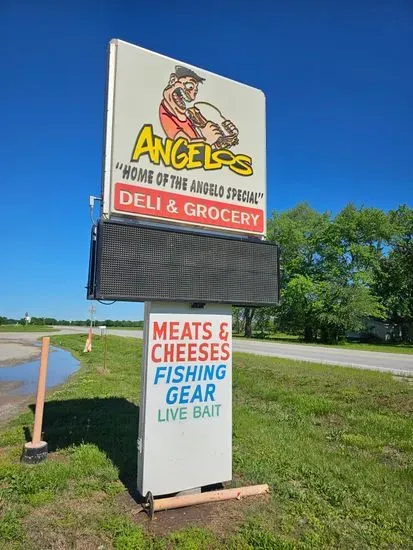 ANGELOS
"HOME OF THE ANGELO SPECIAL"
DELI & GROCERY
MEATS &
CHEESES
FISHING
GEAR
LIVE BAIT